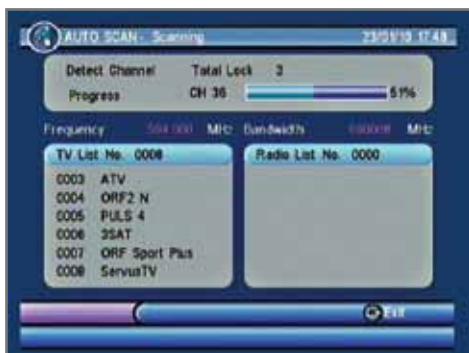 AUTO SCAN - Scanning 23/01/10 17:48
Detect Channel Total Lock 3
Progress CH 36 51%
Frequency MHz Bandwidth MHz
TV List No. 0008 Radio List No. 0000
0003 ATV
0004 ORF2 N
0005 PULS 4
0006 3SAT
0007 ORF Sport Plus
0008 ServusTV
Exit